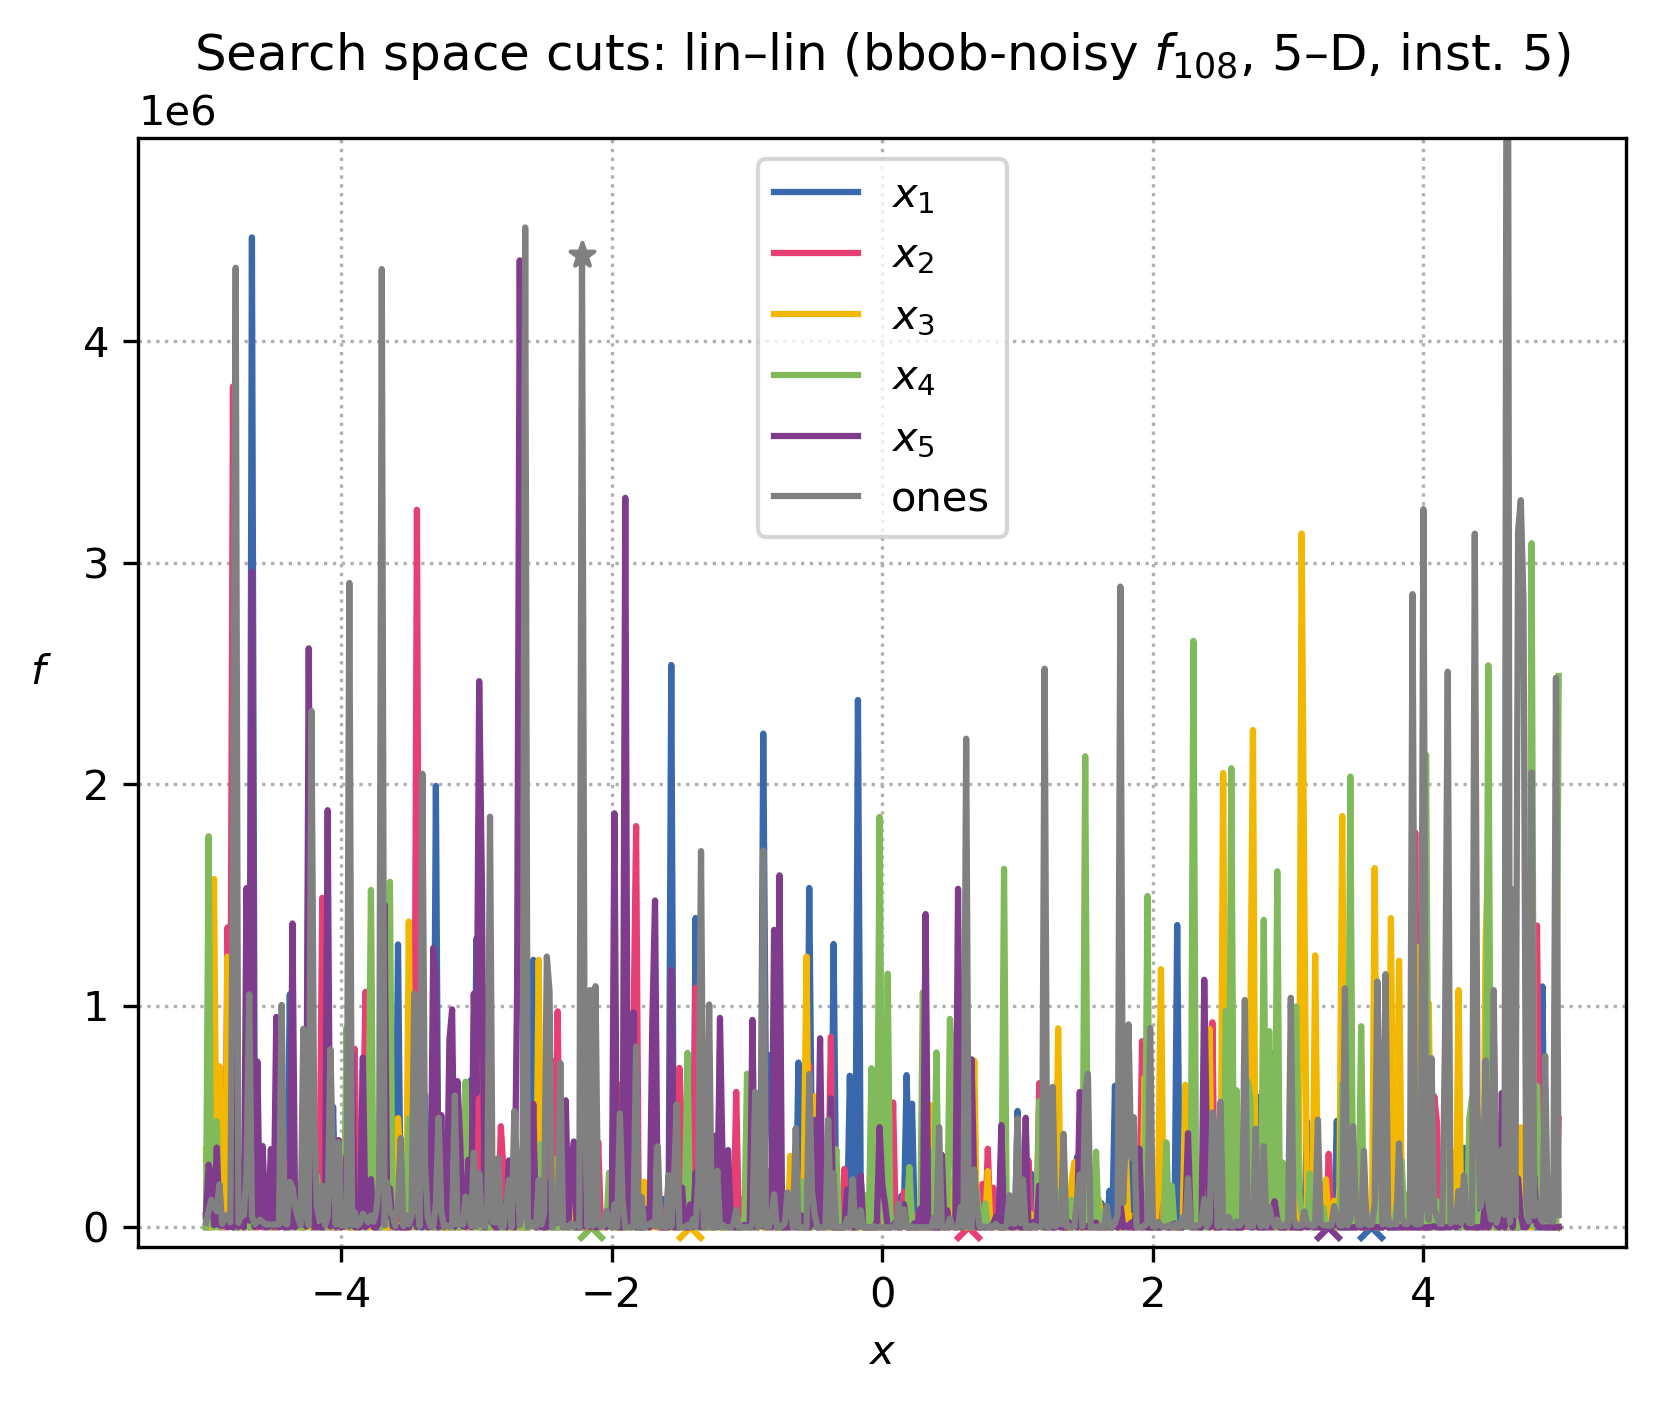 Search space cuts: lin–lin (bbob-noisy f₁₀₈, 5–D, inst. 5)
1e6
x₁
x₂
x₃
x₄
x₅
ones
4
3
2
1
0
f
−4 −2 0 2 4
x